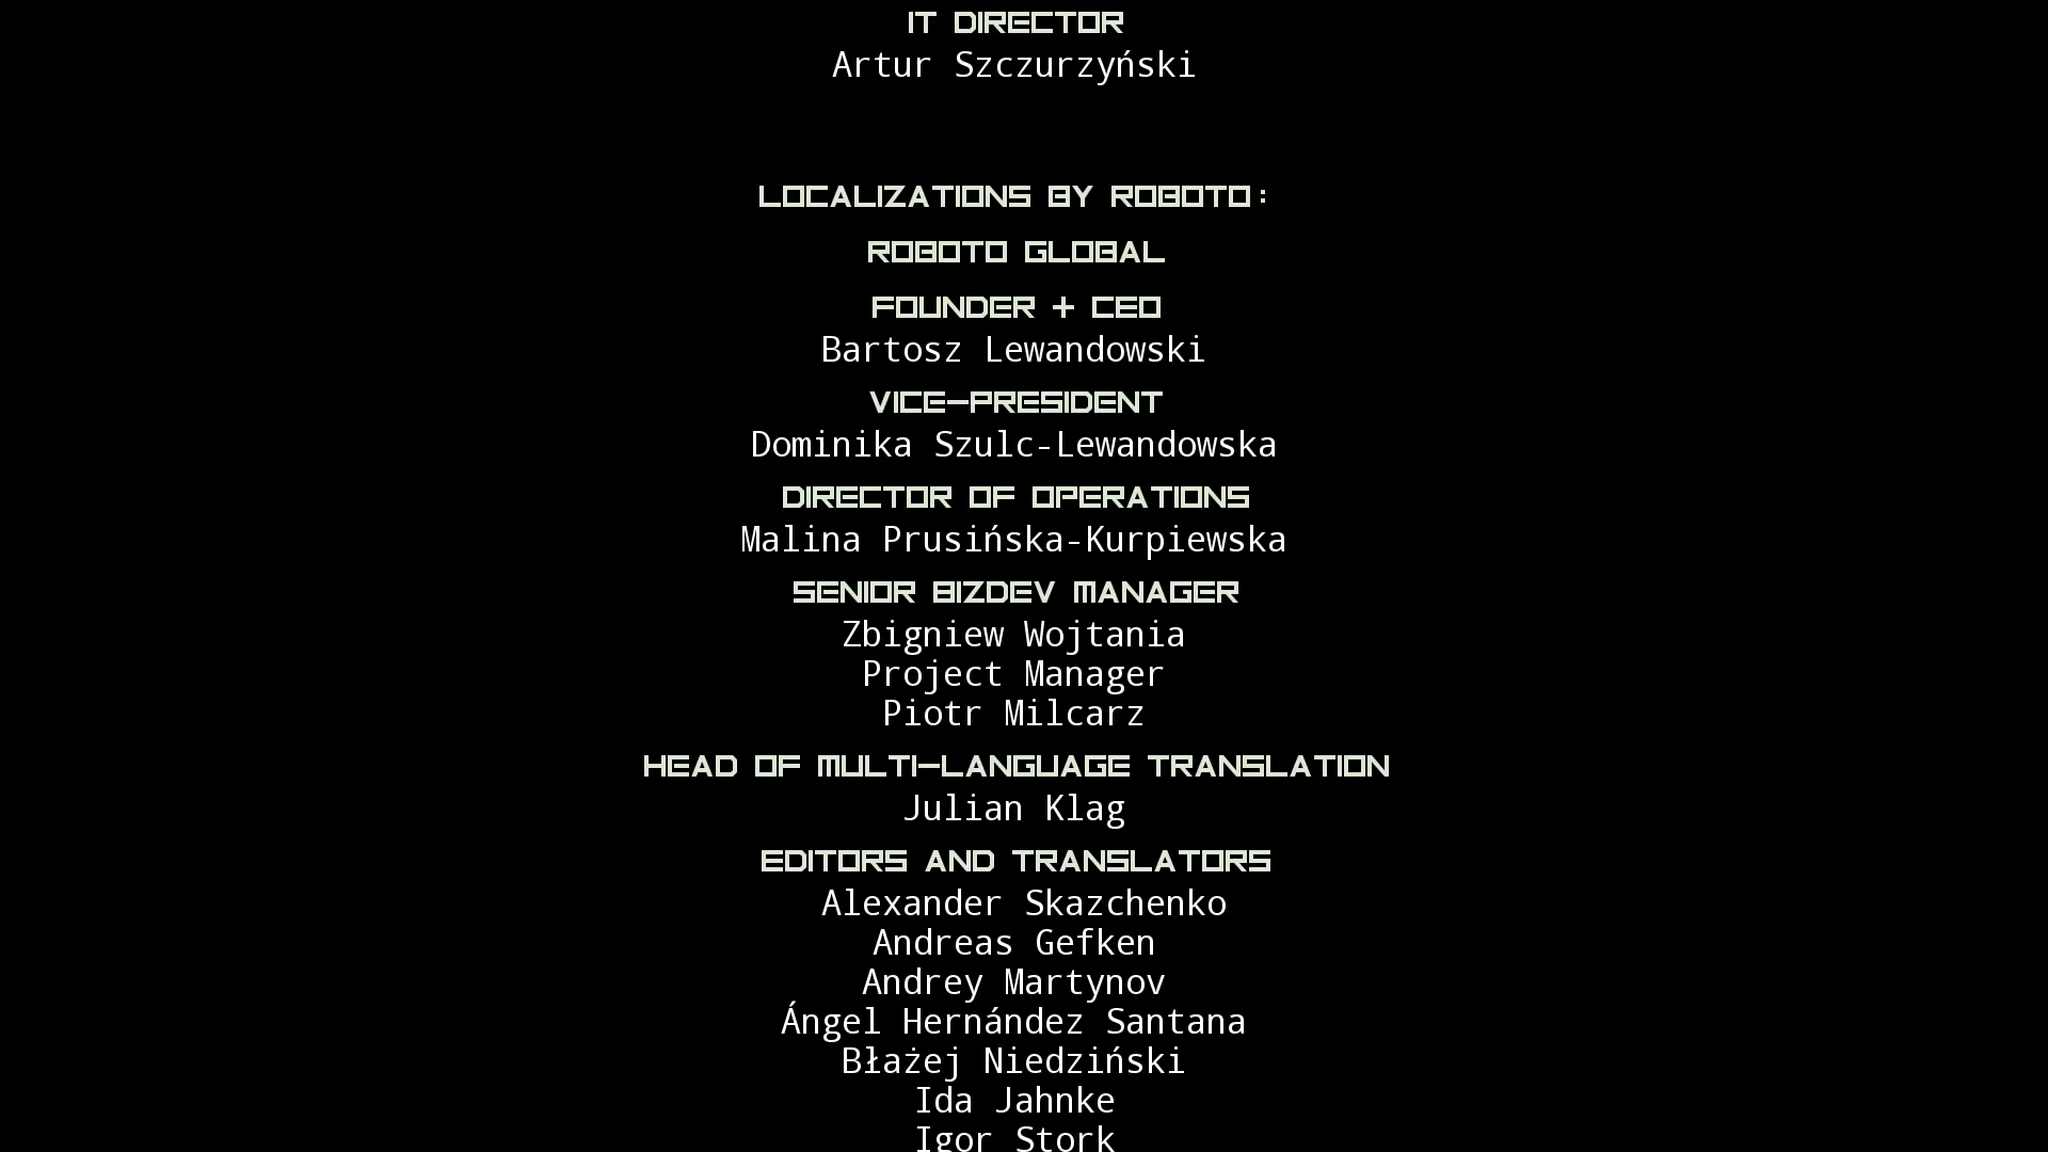 IT DIRECTOR
Artur Szczurzyński
LOCALIZATIONS BY ROBOTO:
ROBOTO GLOBAL
FOUNDER + CEO
Bartosz Lewandowski
VICE-PRESIDENT
Dominika Szulc-Lewandowska
DIRECTOR OF OPERATIONS
Malina Prusińska-Kurpiewska
SENIOR BIZDEV MANAGER
Zbigniew Wojtania
Project Manager
Piotr Milcarz
HEAD OF MULTI-LANGUAGE TRANSLATION
Julian Klag
EDITORS AND TRANSLATORS
Alexander Skazchenko
Andreas Gefken
Andrey Martynov
Ángel Hernández Santana
Błażej Niedziński
Ida Jahnke
Igor Stork